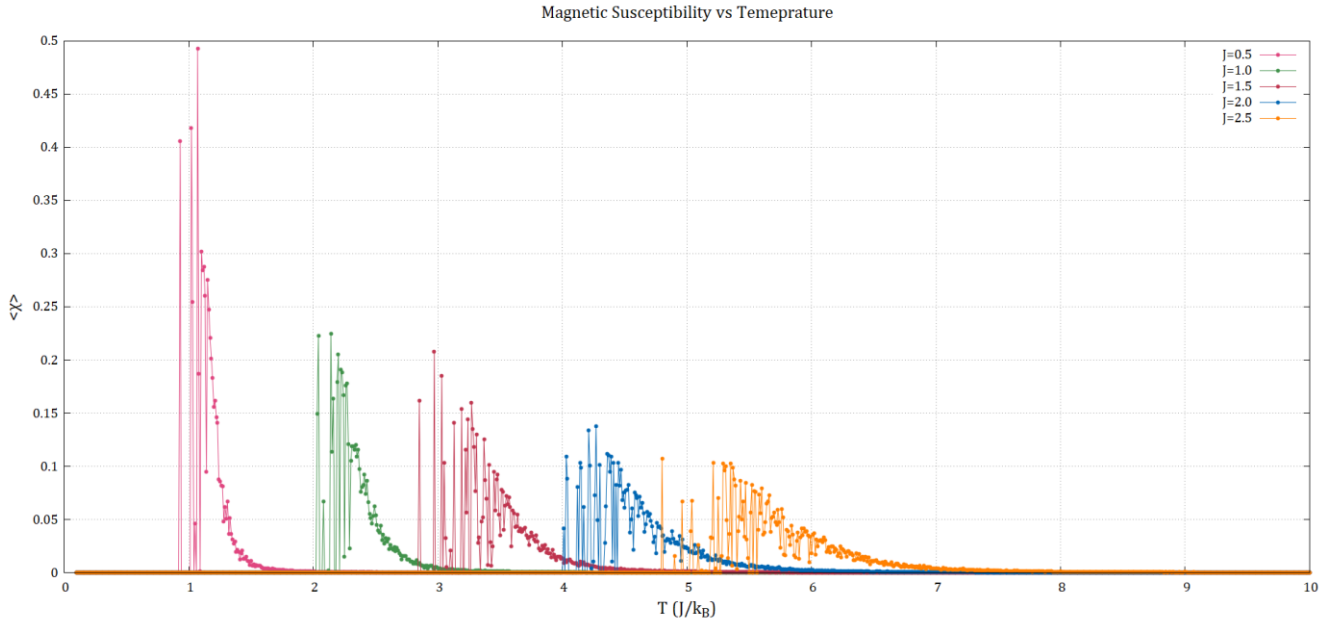 Magnetic Susceptibility vs Temeprature
0.5
0.45
0.4
0.35
0.3
0.25
0.2
0.15
0.1
0.05
0
<χ>
J=0.5
J=1.0
J=1.5
J=2.0
J=2.5
0 1 2 3 4 5 6 7 8 9 10
T (J/k_B)